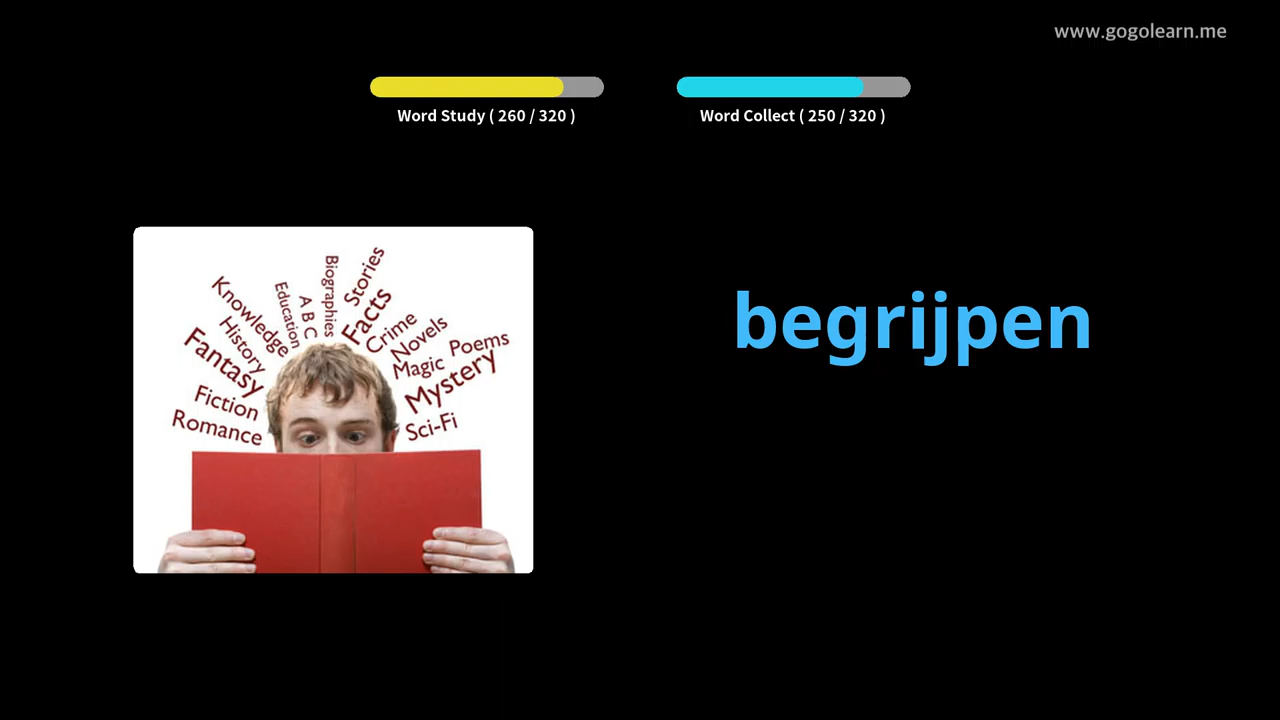 www.gogolearn.me
Word Study ( 260 / 320 )
Word Collect ( 250 / 320 )
begrijpen
Knowledge
History
Fantasy
Fiction
Romance
Education
A B C
Biographies
Stories
Facts
Crime
Novels
Magic
Poems
Mystery
Sci-Fi